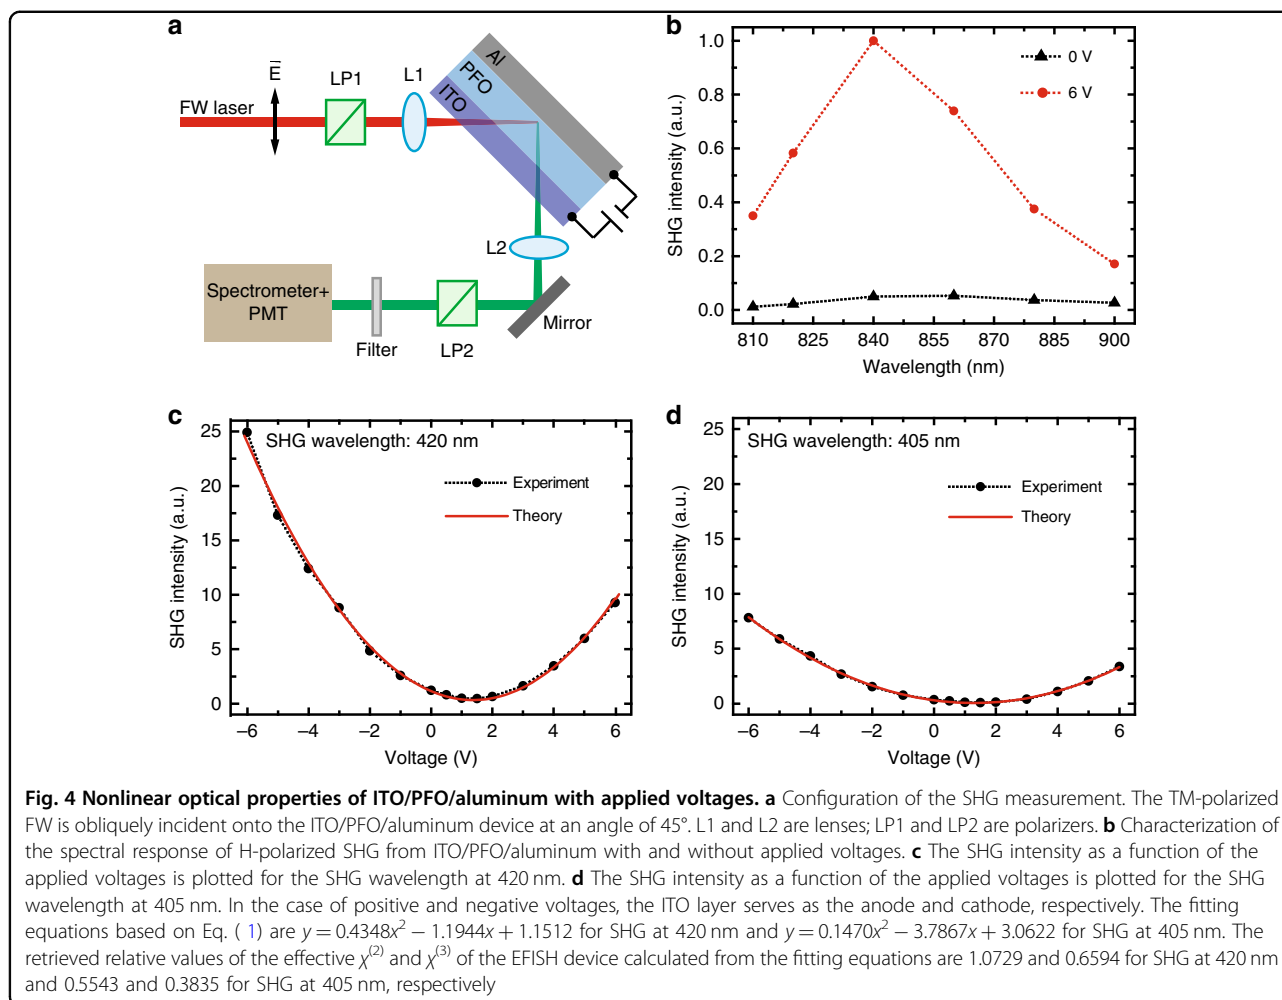 a
E
FW laser
LP1
L1
Al
PFO
ITO
L2
Spectrometer+
PMT
Filter
LP2
Mirror
b
SHG intensity (a.u.)
1.0
0.8
0.6
0.4
0.2
0.0
0 V
6 V
810 825 840 855 870 885 900
Wavelength (nm)
c
SHG intensity (a.u.)
25
20
15
10
5
0
SHG wavelength: 420 nm
Experiment
Theory
−6 −4 −2 0 2 4 6
Voltage (V)
d
SHG intensity (a.u.)
25
20
15
10
5
0
SHG wavelength: 405 nm
Experiment
Theory
−6 −4 −2 0 2 4 6
Voltage (V)
Fig. 4 Nonlinear optical properties of ITO/PFO/aluminum with applied voltages. a Configuration of the SHG measurement. The TM-polarized
FW is obliquely incident onto the ITO/PFO/aluminum device at an angle of 45°. L1 and L2 are lenses; LP1 and LP2 are polarizers. b Characterization of
the spectral response of H-polarized SHG from ITO/PFO/aluminum with and without applied voltages. c The SHG intensity as a function of the
applied voltages is plotted for the SHG wavelength at 420 nm. d The SHG intensity as a function of the applied voltages is plotted for the SHG
wavelength at 405 nm. In the case of positive and negative voltages, the ITO layer serves as the anode and cathode, respectively. The fitting
equations based on Eq. ( 1) are y = 0.4348x² − 1.1944x + 1.1512 for SHG at 420 nm and y = 0.1470x² − 3.7867x + 3.0622 for SHG at 405 nm. The
retrieved relative values of the effective χ⁽²⁾ and χ⁽³⁾ of the EFISH device calculated from the fitting equations are 1.0729 and 0.6594 for SHG at 420 nm
and 0.5543 and 0.3835 for SHG at 405 nm, respectively